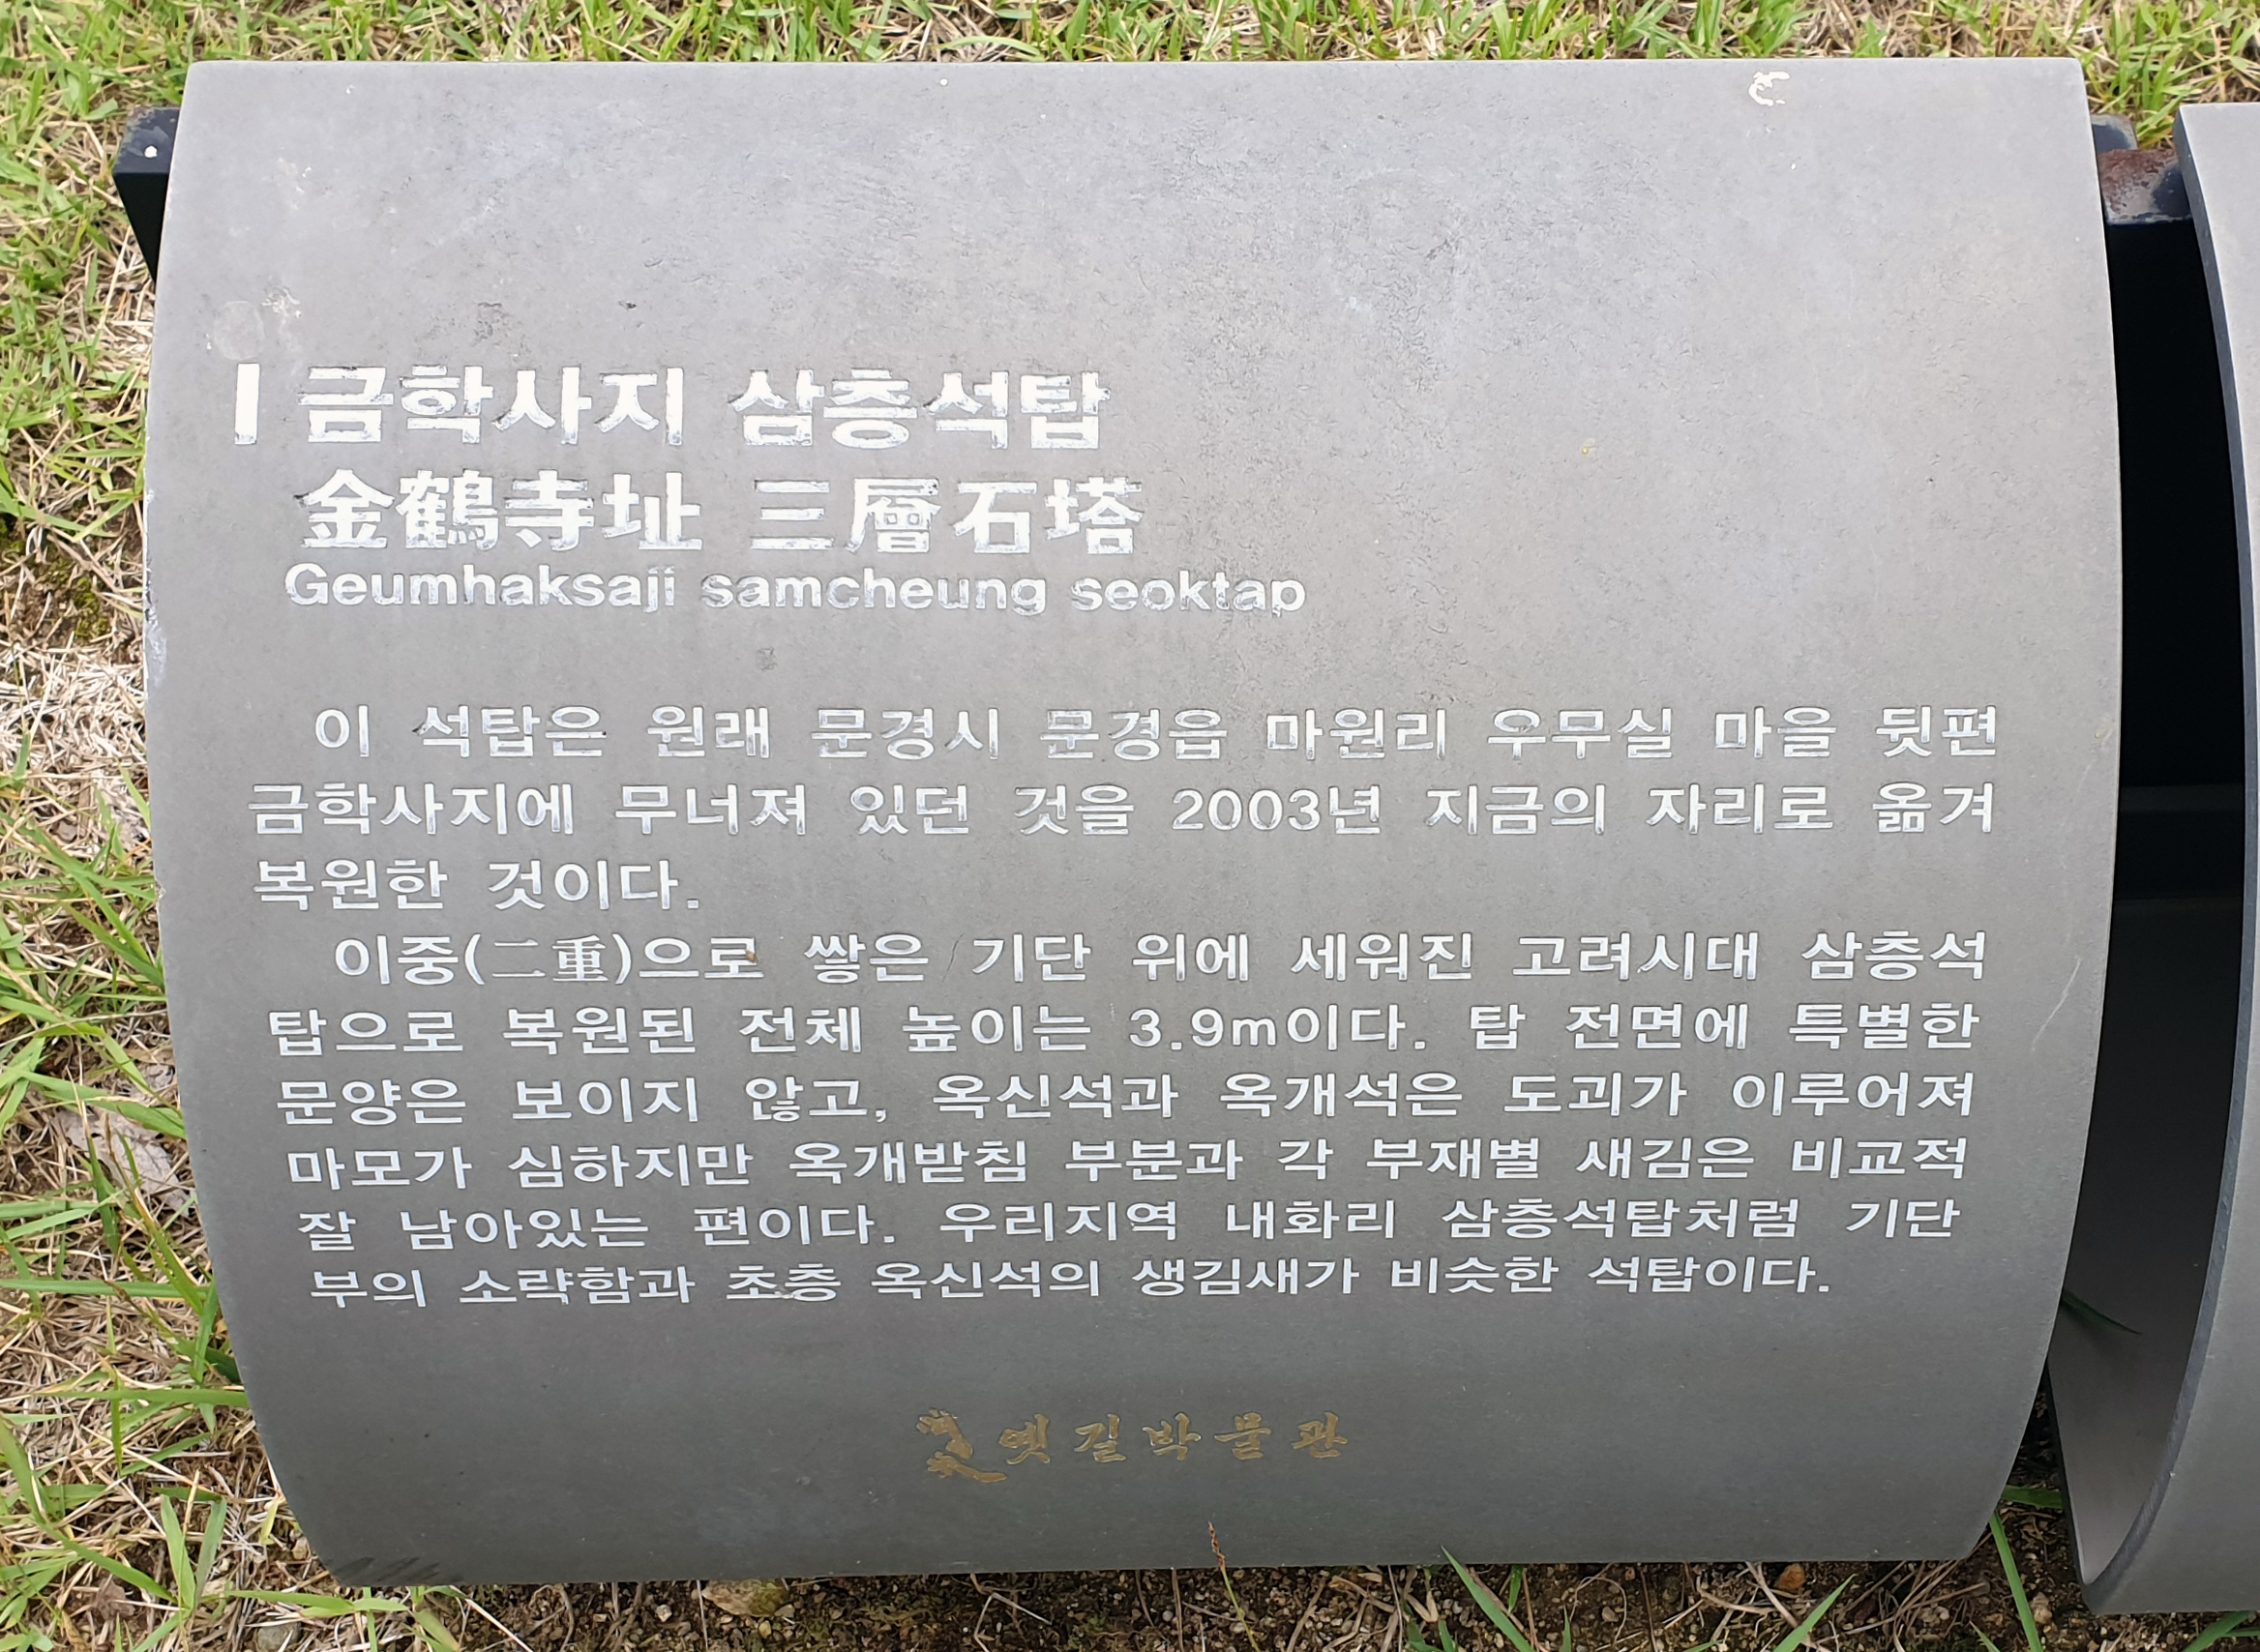 금학사지 삼층석탑
金鶴寺址 三層石塔
Geumhaksaji samcheung seoktap
이 석탑은 원래 문경시 문경읍 마원리 우무실 마을 뒷편
금학사지에 무너져 있던 것을 2003년 지금의 자리로 옮겨
복원한 것이다.
이중(二重)으로 쌓은 기단 위에 세워진 고려시대 삼층석
탑으로 복원된 전체 높이는 3.9m이다. 탑 전면에 특별한
문양은 보이지 않고, 옥신석과 옥개석은 도괴가 이루어져
마모가 심하지만 옥개받침 부분과 각 부재별 새김은 비교적
잘 남아있는 편이다. 우리지역 내화리 삼층석탑처럼 기단
부의 소략함과 초층 옥신석의 생김새가 비슷한 석탑이다.
옛길박물관